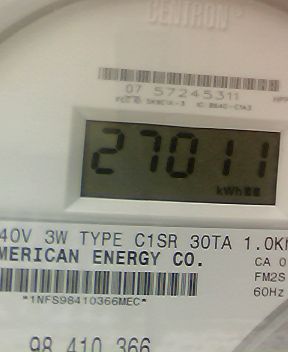 CENTRON®
07 57245311
27011
kWh
40V 3W TYPE C1SR 30TA 1.0K
MERICAN ENERGY CO.
CA 0
FM2S
*1NFS98410366MEC*
60Hz
98 410 366